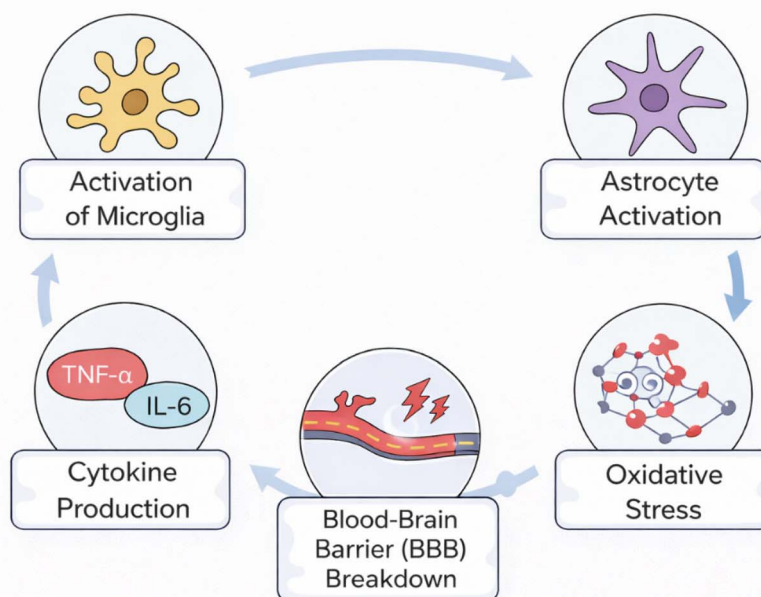 Activation
of Microglia
Astrocyte
Activation
TNF-α
IL-6
Cytokine
Production
Blood-Brain
Barrier (BBB)
Breakdown
Oxidative
Stress